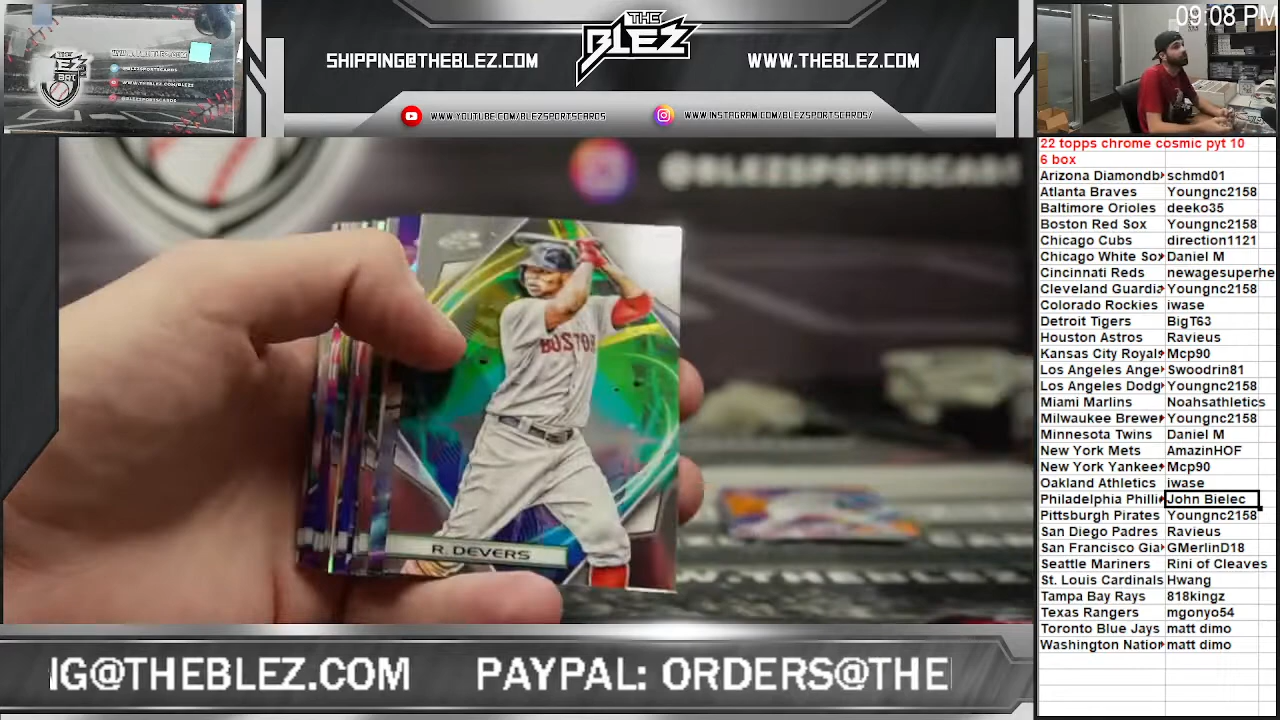 THE
BLEZ
SHIPPING@THEBLEZ.COM
WWW.THEBLEZ.COM
WWW.YOUTUBE.COM/BLEZSPORTSCARDS
WWW.INSTAGRAM.COM/BLEZSPORTSCARDS/
09:08 PM
THE
BLEZ
@BLEZSPORTSCAR
BOSTON
R. DEVERS
22 topps chrome cosmic pyt 10
6 box
Arizona Diamondb schmd01
Atlanta Braves Youngnc2158
Baltimore Orioles deeko35
Boston Red Sox Youngnc2158
Chicago Cubs direction1121
Chicago White Sox Daniel M
Cincinnati Reds newagesuperhe
Cleveland Guardia Youngnc2158
Colorado Rockies iwase
Detroit Tigers BigT63
Houston Astros Ravieus
Kansas City Royals Mcp90
Los Angeles Ange Swoodrin81
Los Angeles Dodg Youngnc2158
Miami Marlins Noahsathletics
Milwaukee Brewe Youngnc2158
Minnesota Twins Daniel M
New York Mets AmazinHOF
New York Yankee Mcp90
Oakland Athletics iwase
Philadelphia Philli John Bielec
Pittsburgh Pirates Youngnc2158
San Diego Padres Ravieus
San Francisco Gia GMerlinD18
Seattle Mariners Rini of Cleaves
St. Louis Cardinals Hwang
Tampa Bay Rays 818kingz
Texas Rangers mgonyo54
Toronto Blue Jays matt dimo
Washington Nation matt dimo
IG@THEBLEZ.COM PAYPAL: ORDERS@THE